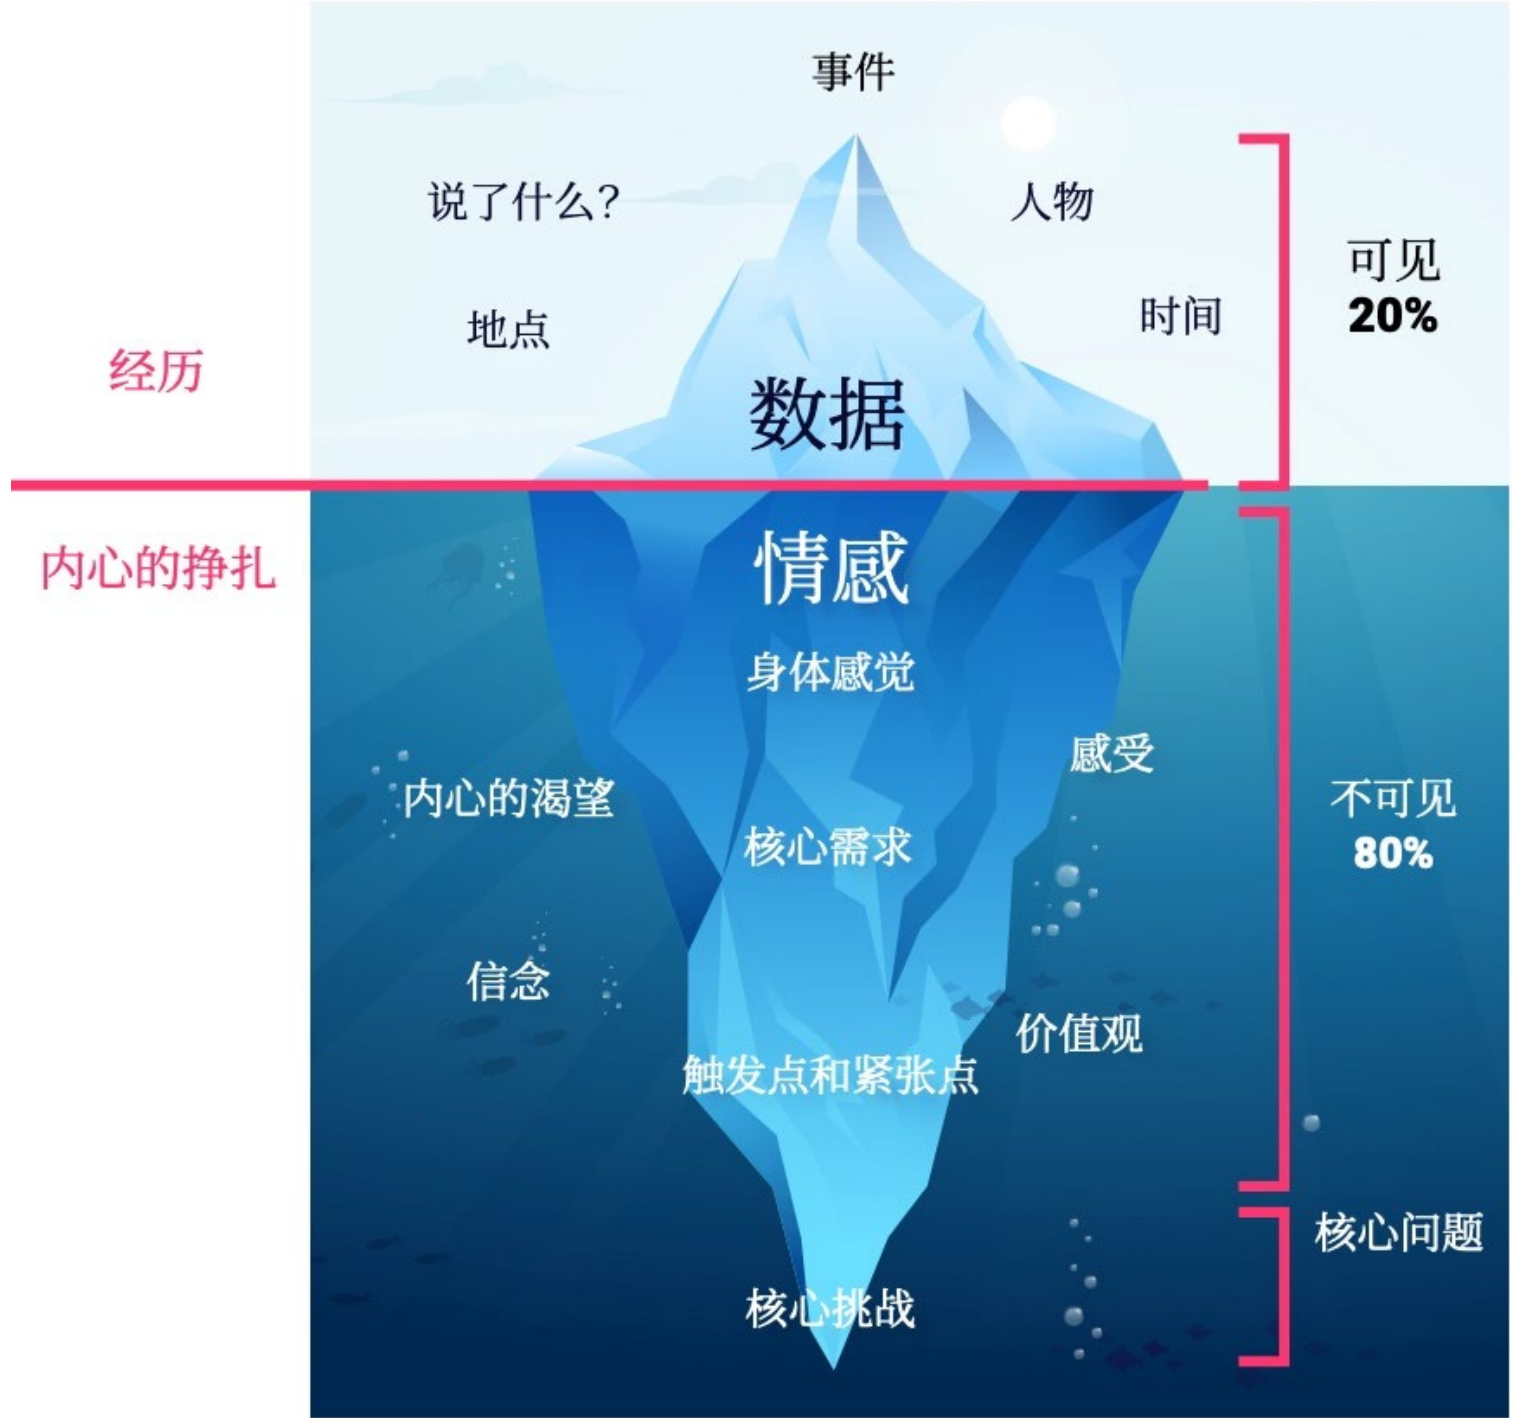 事件
说了什么？
人物
可见
20%
地点
时间
经历
数据
内心的挣扎
情感
身体感觉
感受
内心的渴望
不可见
80%
核心需求
信念
价值观
触发点和紧张点
核心问题
核心挑战